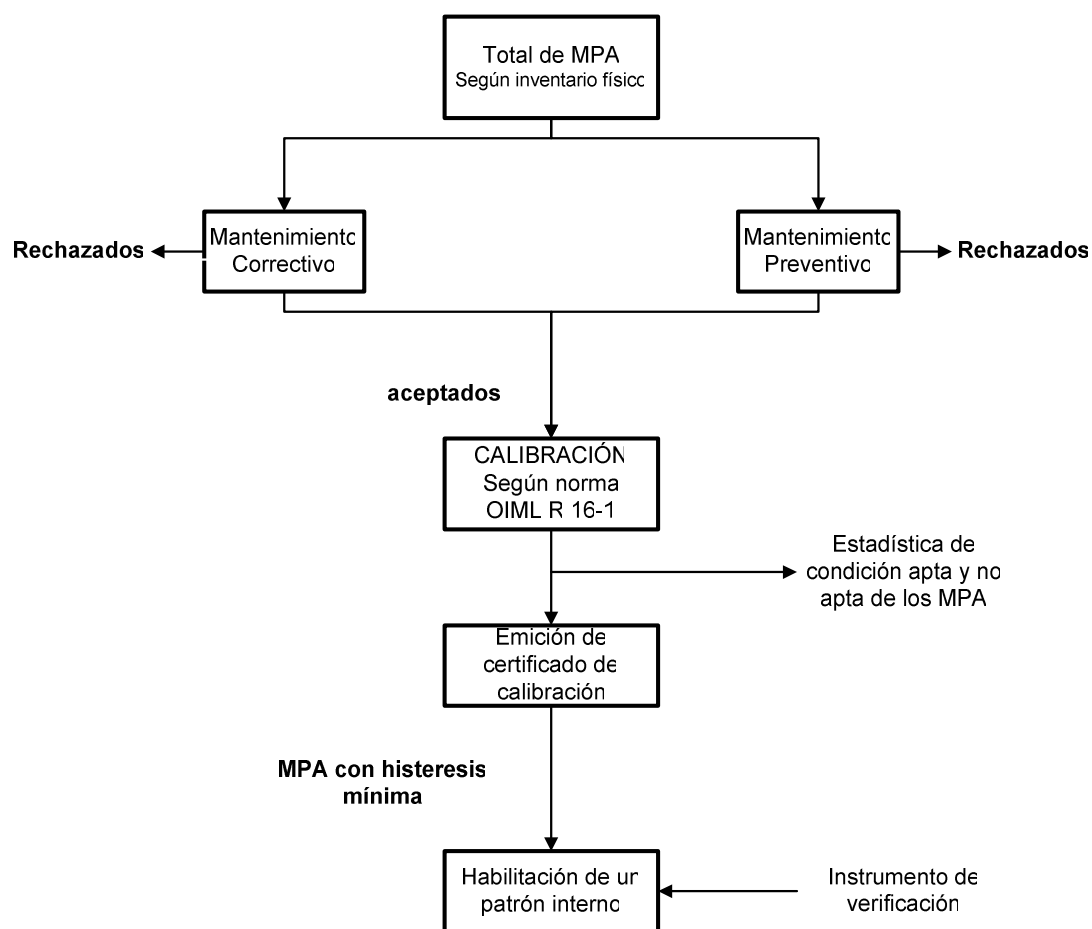 Total de MPA
Según inventario físico
Mantenimiento
Correctivo
Mantenimiento
Preventivo
Rechazados
Rechazados
aceptados
CALIBRACIÓN
Según norma
OIML R 16-1
Estadística de
condición apta y no
apta de los MPA
Emición de
certificado de
calibración
MPA con histeresis
mínima
Habilitación de un
patrón interno
Instrumento de
verificación